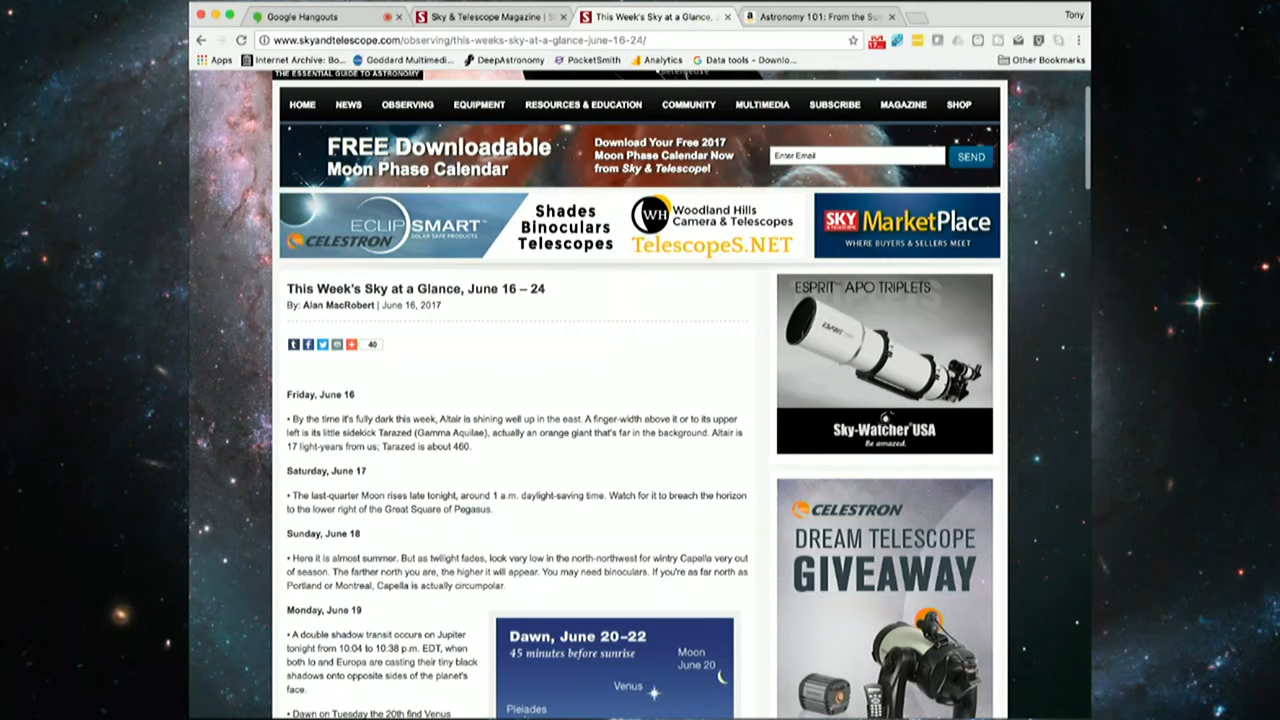 Google Hangouts
Sky & Telescope Magazine | S
This Week's Sky at a Glance,
Astronomy 101: From the Su
Tony
www.skyandtelescope.com/observing/this-weeks-sky-at-a-glance-june-16-24/
Apps
Internet Archive: Bo...
Goddard Multimedi...
DeepAstronomy
PocketSmith
Analytics
Data tools - Downlo...
Other Bookmarks
THE ESSENTIAL GUIDE TO ASTRONOMY
Betelgeuse
HOME NEWS OBSERVING EQUIPMENT RESOURCES & EDUCATION COMMUNITY MULTIMEDIA SUBSCRIBE MAGAZINE SHOP
FREE Downloadable
Moon Phase Calendar
Download Your Free 2017
Moon Phase Calendar Now
from Sky & Telescope!
Enter Email
SEND
ECLIPSMART™
SOLAR SAFE PRODUCTS
CELESTRON
Shades
Binoculars
Telescopes
WH
Woodland Hills
Camera & Telescopes
TelescopeS.NET
SKY
MarketPlace
WHERE BUYERS & SELLERS MEET
This Week's Sky at a Glance, June 16 – 24
By: Alan MacRobert | June 16, 2017
40
Friday, June 16
• By the time it's fully dark this week, Altair is shining well up in the east. A finger-width above it or to its upper
left is its little sidekick Tarazed (Gamma Aquilae), actually an orange giant that's far in the background. Altair is
17 light-years from us; Tarazed is about 460.
Saturday, June 17
• The last-quarter Moon rises late tonight, around 1 a.m. daylight-saving time. Watch for it to breach the horizon
to the lower right of the Great Square of Pegasus.
Sunday, June 18
• Here it is almost summer. But as twilight fades, look very low in the north-northwest for wintry Capella very out
of season. The farther north you are, the higher it will appear. You may need binoculars. If you're as far north as
Portland or Montreal, Capella is actually circumpolar.
Monday, June 19
• A double shadow transit occurs on Jupiter
tonight from 10:04 to 10:38 p.m. EDT, when
both Io and Europa are casting their tiny black
shadows onto opposite sides of the planet's
face.
• Dawn on Tuesday the 20th find Venus
Dawn, June 20–22
45 minutes before sunrise
Moon
June 20
Venus
Pleiades
ESPRIT™ APO TRIPLETS
ESPRIT
Sky-Watcher USA
Be amazed.
CELESTRON
DREAM TELESCOPE
GIVEAWAY